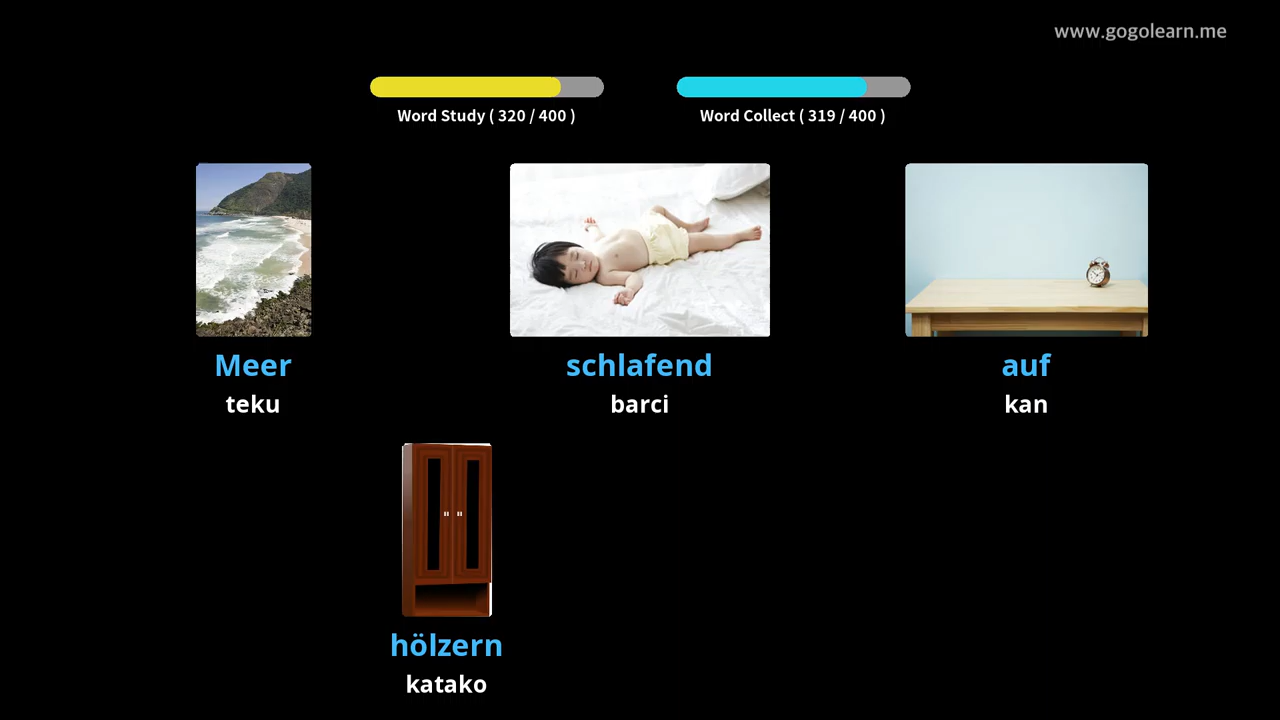 www.gogolearn.me
Word Study ( 320 / 400 )
Word Collect ( 319 / 400 )
Meer
teku
schlafend
barci
auf
kan
hölzern
katako